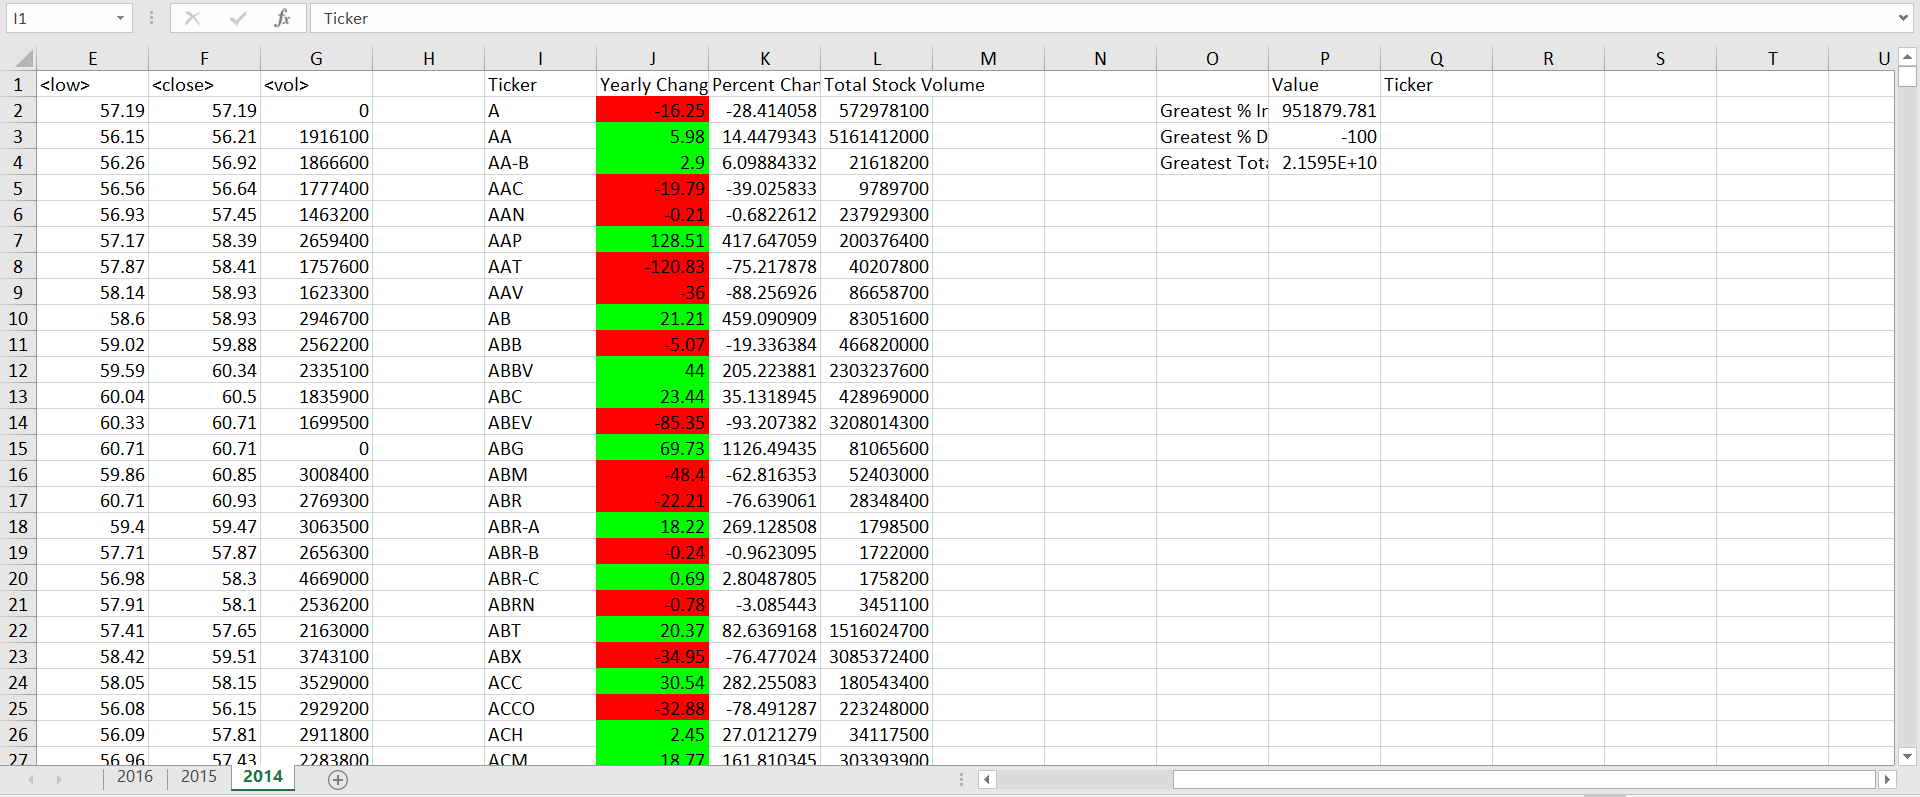 I1 fx Ticker
E F G H I J K L M N O P Q R S T U
1 <low> <close> <vol> Ticker Yearly Chang Percent Chan Total Stock Volume Value Ticker
2 57.19 57.19 0 A -16.25 -28.414058 572978100 Greatest % In 951879.781
3 56.15 56.21 1916100 AA 5.98 14.4479343 5161412000 Greatest % D -100
4 56.26 56.92 1866600 AA-B 2.9 6.09884332 21618200 Greatest Tota 2.1595E+10
5 56.56 56.64 1777400 AAC -19.79 -39.025833 9789700
6 56.93 57.45 1463200 AAN -0.21 -0.6822612 237929300
7 57.17 58.39 2659400 AAP 128.51 417.647059 200376400
8 57.87 58.41 1757600 AAT -120.83 -75.217878 40207800
9 58.14 58.93 1623300 AAV -36 -88.256926 86658700
10 58.6 58.93 2946700 AB 21.21 459.090909 83051600
11 59.02 59.88 2562200 ABB -5.07 -19.336384 466820000
12 59.59 60.34 2335100 ABBV 44 205.223881 2303237600
13 60.04 60.5 1835900 ABC 23.44 35.1318945 428969000
14 60.33 60.71 1699500 ABEV -85.35 -93.207382 3208014300
15 60.71 60.71 0 ABG 69.73 1126.49435 81065600
16 59.86 60.85 3008400 ABM -48.4 -62.816353 52403000
17 60.71 60.93 2769300 ABR -22.21 -76.639061 28348400
18 59.4 59.47 3063500 ABR-A 18.22 269.128508 1798500
19 57.71 57.87 2656300 ABR-B -0.24 -0.9623095 1722000
20 56.98 58.3 4669000 ABR-C 0.69 2.80487805 1758200
21 57.91 58.1 2536200 ABRN -0.78 -3.085443 3451100
22 57.41 57.65 2163000 ABT 20.37 82.6369168 1516024700
23 58.42 59.51 3743100 ABX -34.95 -76.477024 3085372400
24 58.05 58.15 3529000 ACC 30.54 282.255083 180543400
25 56.08 56.15 2929200 ACCO -32.88 -78.491287 223248000
26 56.09 57.81 2911800 ACH 2.45 27.0121279 34117500
27 56.96 57.43 2283800 ACM 18.77 161.810345 303393900
2016 2015 2014